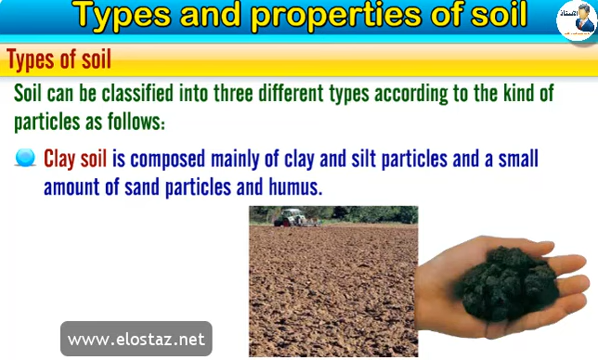 Types and properties of soil
الأستاذ
Types of soil
Soil can be classified into three different types according to the kind of
particles as follows:
Clay soil is composed mainly of clay and silt particles and a small
amount of sand particles and humus.
www.elostaz.net